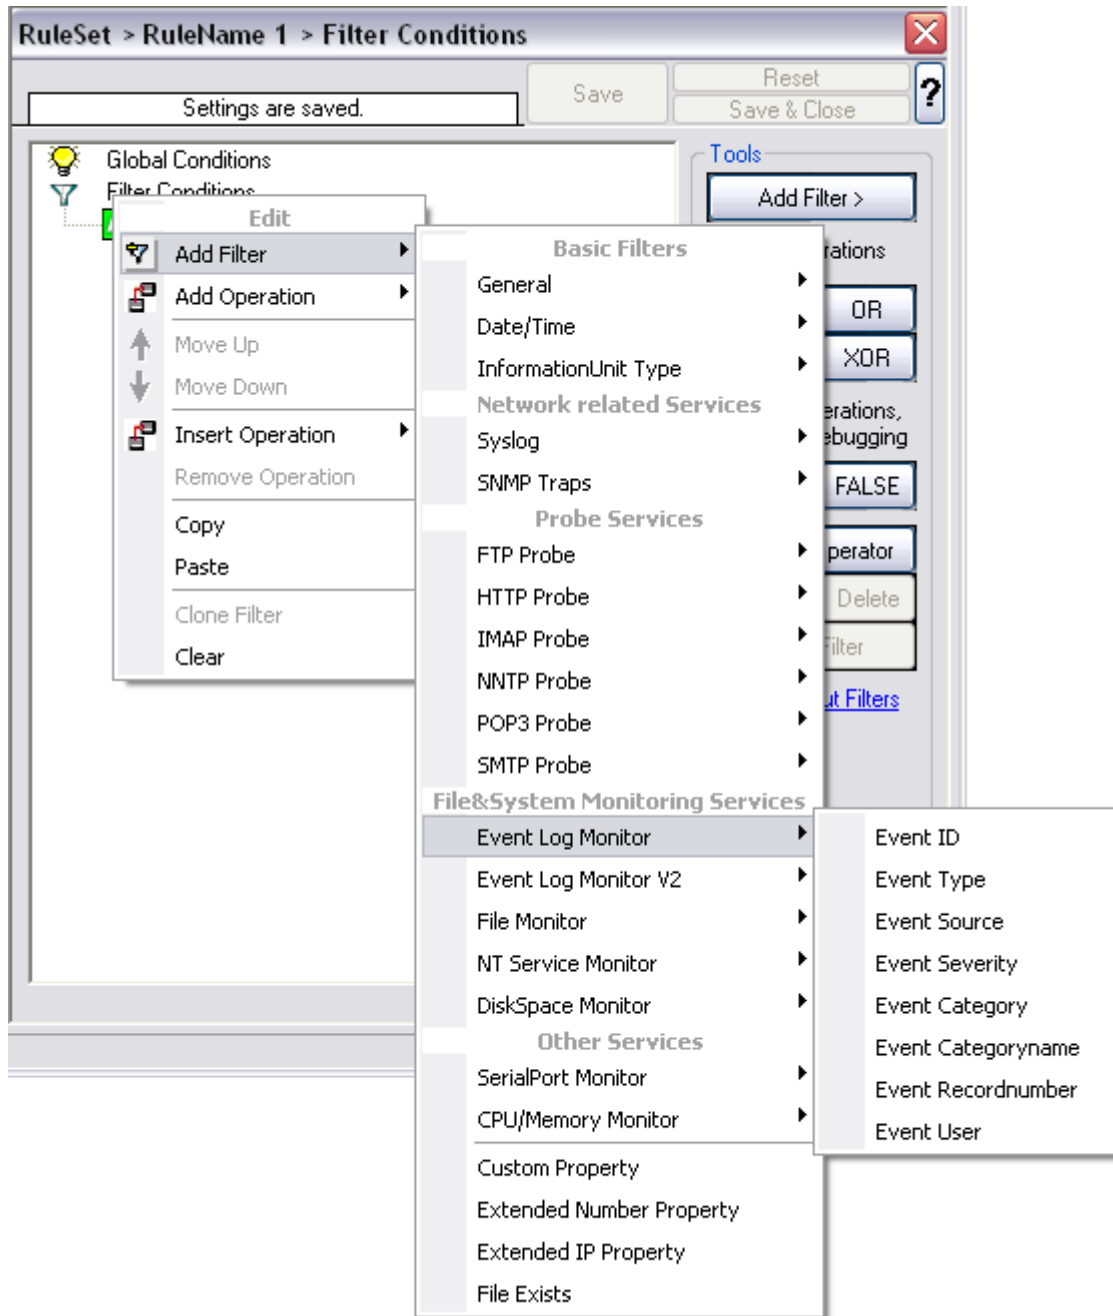 RuleSet > RuleName 1 > Filter Conditions
Settings are saved.
Save
Reset
Save & Close
?
Global Conditions
Filter Conditions
Tools
Add Filter >
Edit
Add Filter
Add Operation
Move Up
Move Down
Insert Operation
Remove Operation
Copy
Paste
Clone Filter
Clear
Basic Filters
General
Date/Time
InformationUnit Type
Network related Services
Syslog
SNMP Traps
Probe Services
FTP Probe
HTTP Probe
IMAP Probe
NNTP Probe
POP3 Probe
SMTP Probe
File&System Monitoring Services
Event Log Monitor
Event Log Monitor V2
File Monitor
NT Service Monitor
DiskSpace Monitor
Other Services
SerialPort Monitor
CPU/Memory Monitor
Custom Property
Extended Number Property
Extended IP Property
File Exists
OR
XOR
FALSE
Delete
Filters
Event ID
Event Type
Event Source
Event Severity
Event Category
Event Categoryname
Event Recordnumber
Event User